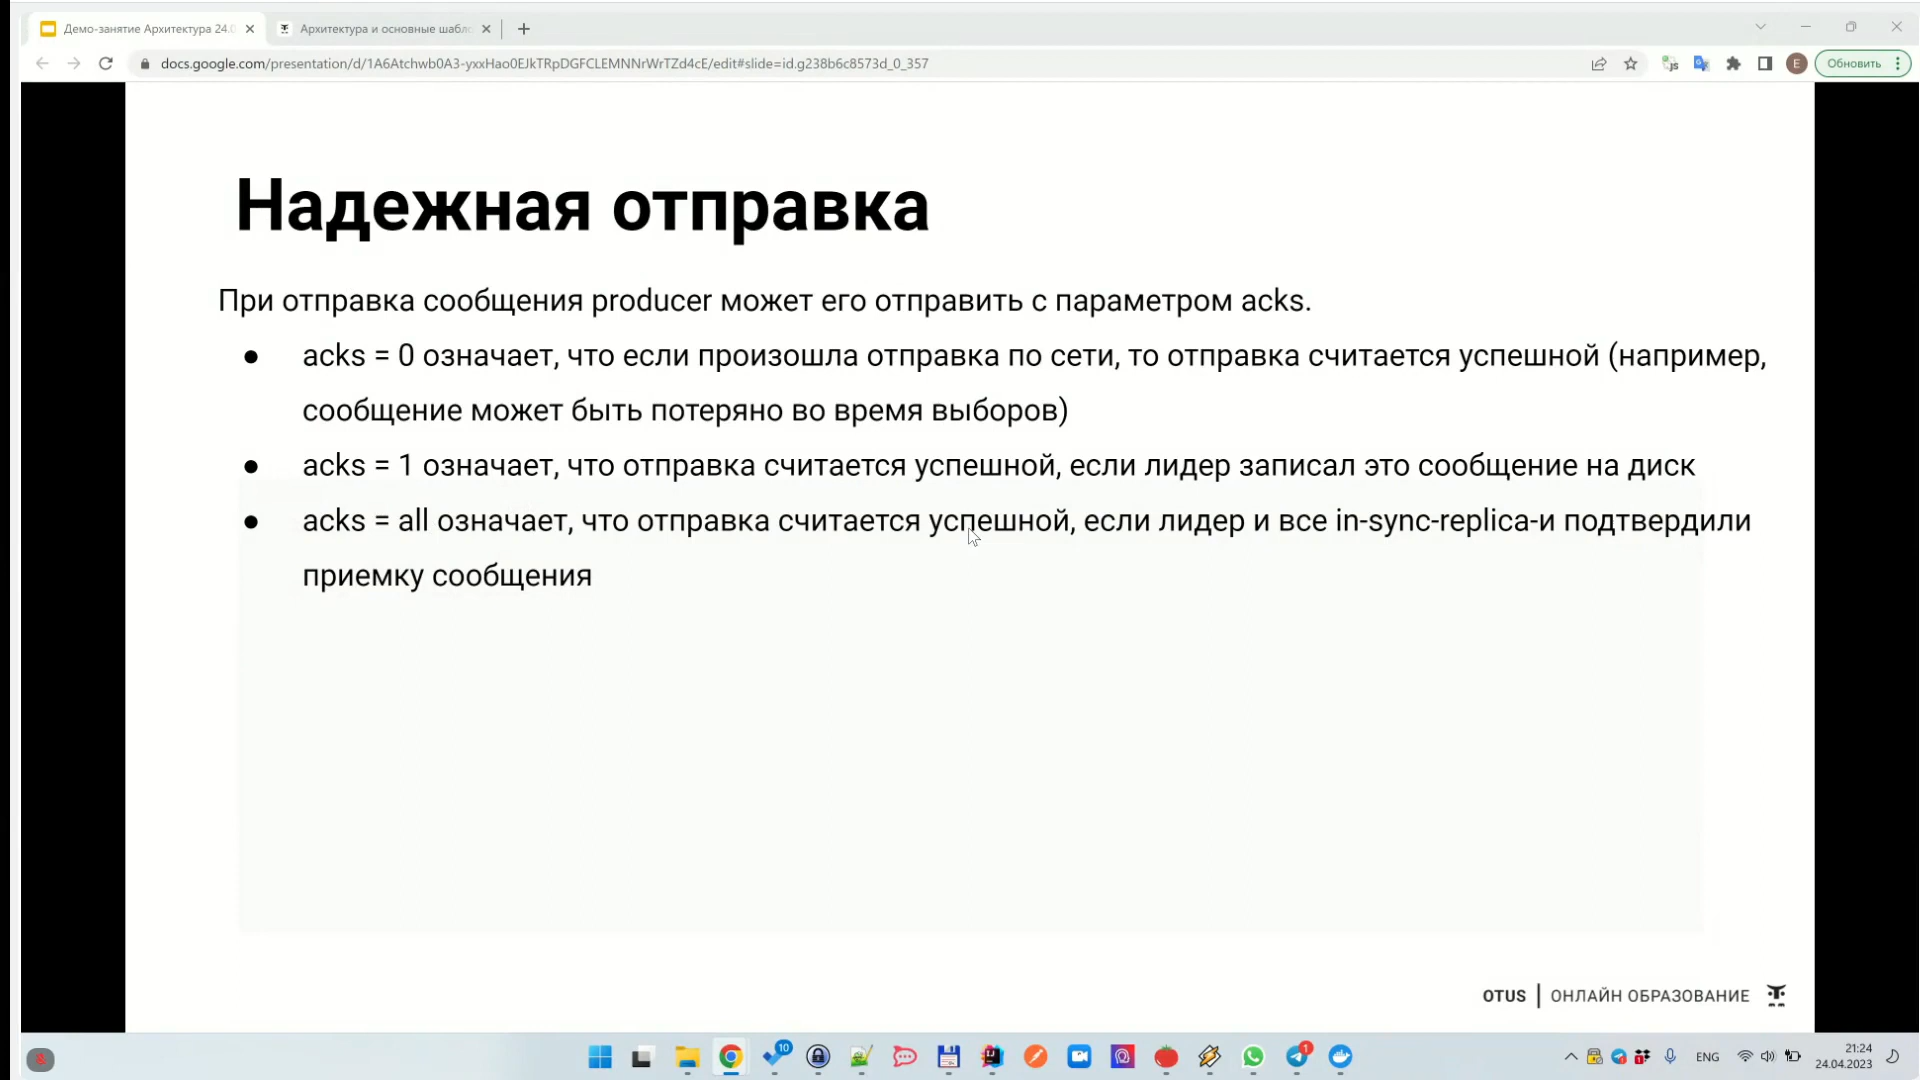 Демо-занятие Архитектура 24.0
Архитектура и основные шабло
docs.google.com/presentation/d/1A6Atchwb0A3-yxxHao0EJkTRpDGFCLEMNNrWrTZd4cE/edit#slide=id.g238b6c8573d_0_357
E
Обновить
Надежная отправка
При отправка сообщения producer может его отправить с параметром acks.
● acks = 0 означает, что если произошла отправка по сети, то отправка считается успешной (например,
сообщение может быть потеряно во время выборов)
● acks = 1 означает, что отправка считается успешной, если лидер записал это сообщение на диск
● acks = all означает, что отправка считается успешной, если лидер и все in-sync-replica-и подтвердили
приемку сообщения
OTUS | ОНЛАЙН ОБРАЗОВАНИЕ
10
1
ENG
21:24
24.04.2023